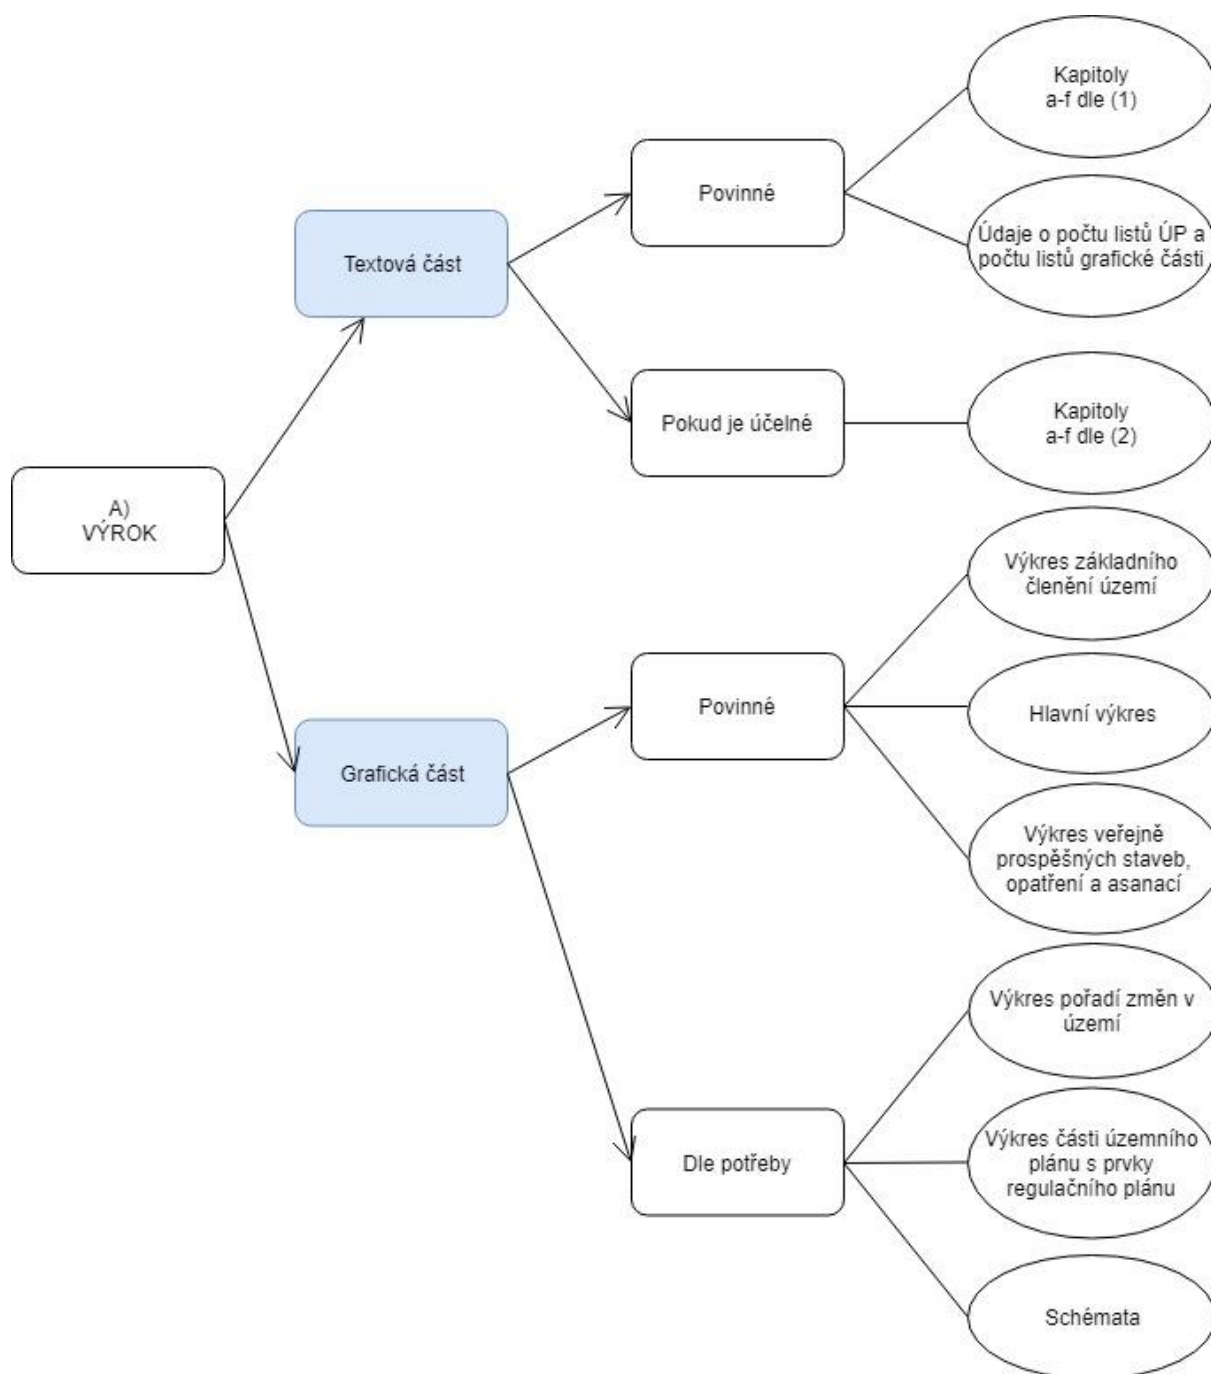 Kapitoly
a-f dle (1)
Povinné
Údaje o počtu listů ÚP a
počtu listů grafické části
Textová část
Pokud je účelné
Kapitoly
a-f dle (2)
A)
VÝROK
Výkres základního
členění území
Povinné
Hlavní výkres
Grafická část
Výkres veřejně
prospěšných staveb,
opatření a asanací
Výkres pořadí změn v
území
Dle potřeby
Výkres části územního
plánu s prvky
regulačního plánu
Schémata